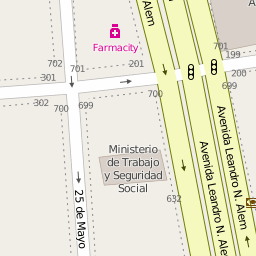 Alem
Farmacity
701
199
200
702
701
301
201
302
700
699
700
699
Ministerio
de Trabajo
y Seguridad
Social
632
25 de Mayo
Avenida Leandro N. Alem
Avenida Leandro N. Alem